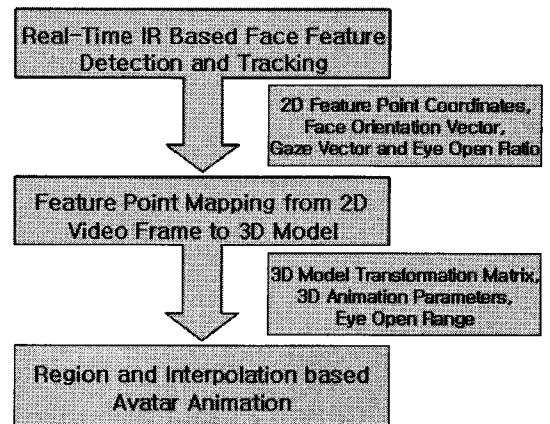 Real-Time IR Based Face Feature
Detection and Tracking
2D Feature Point Coordinates,
Face Orientation Vector,
Gaze Vector and Eye Open Ratio
Feature Point Mapping from 2D
Video Frame to 3D Model
3D Model Transformation Matrix,
3D Animation Parameters,
Eye Open Range
Region and Interpolation based
Avatar Animation